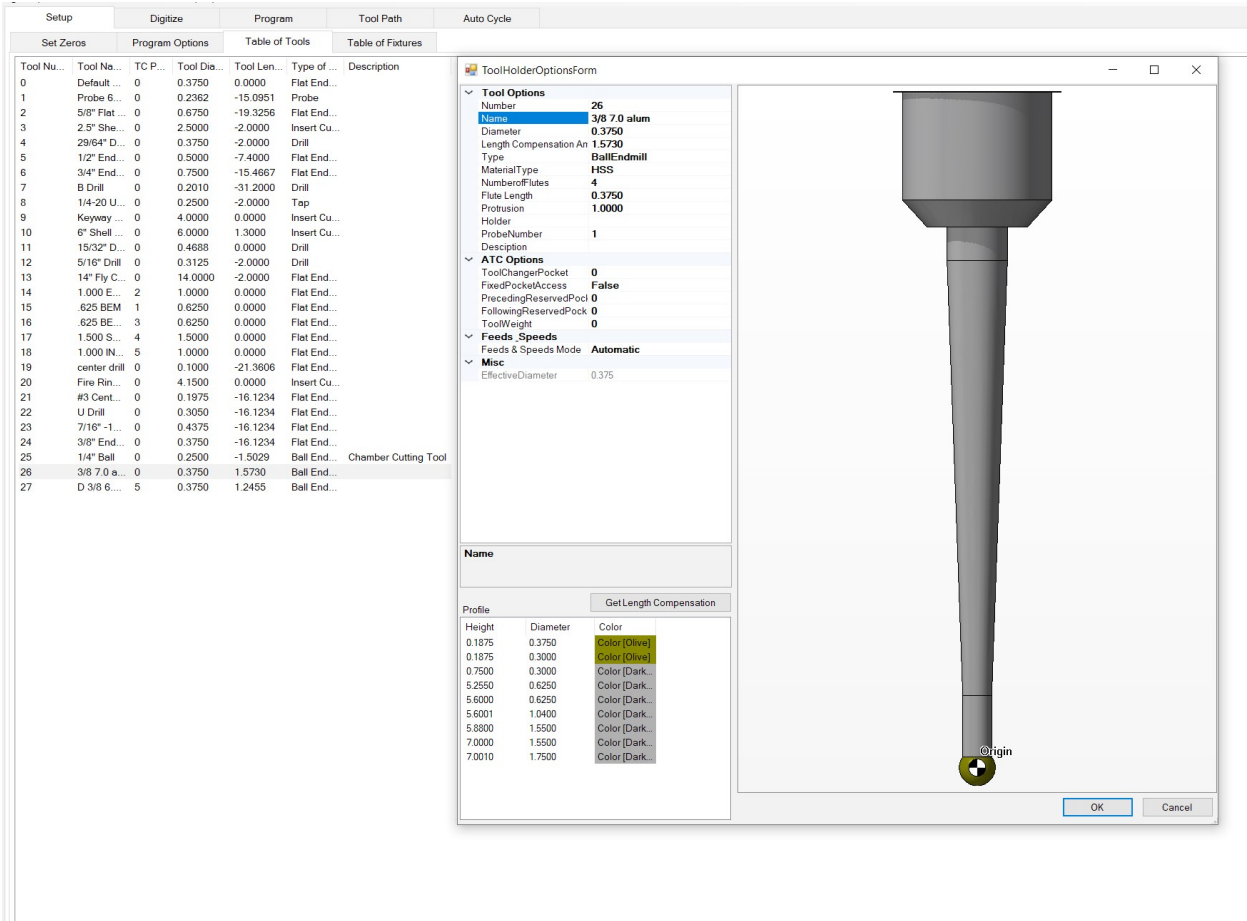 Setup Digitize Program Tool Path Auto Cycle
Set Zeros Program Options Table of Tools Table of Fixtures
Tool Nu... Tool Na... TC P... Tool Dia... Tool Len... Type of ... Description
0 Default ... 0 0.3750 0.0000 Flat End...
1 Probe 6... 0 0.2362 -15.0951 Probe
2 5/8" Flat ... 0 0.6750 -19.3256 Flat End...
3 2.5" She... 0 2.5000 -2.0000 Insert Cu...
4 29/64" D... 0 0.3750 -2.0000 Drill
5 1/2" End... 0 0.5000 -7.4000 Flat End...
6 3/4" End... 0 0.7500 -15.4667 Flat End...
7 B Drill 0 0.2010 -31.2000 Drill
8 1/4-20 U... 0 0.2500 -2.0000 Tap
9 Keyway ... 0 4.0000 0.0000 Insert Cu...
10 6" Shell ... 0 6.0000 1.3000 Insert Cu...
11 15/32" D... 0 0.4688 0.0000 Drill
12 5/16" Drill 0 0.3125 -2.0000 Drill
13 14" Fly C... 0 14.0000 -2.0000 Flat End...
14 1.000 E... 2 1.0000 0.0000 Flat End...
15 .625 BEM 1 0.6250 0.0000 Flat End...
16 .625 BE... 3 0.6250 0.0000 Flat End...
17 1.500 S... 4 1.5000 0.0000 Flat End...
18 1.000 IN... 5 1.0000 0.0000 Flat End...
19 center drill 0 0.1000 -21.3606 Flat End...
20 Fire Rin... 0 4.1500 0.0000 Insert Cu...
21 #3 Cent... 0 0.1975 -16.1234 Flat End...
22 U Drill 0 0.3050 -16.1234 Flat End...
23 7/16" -1... 0 0.4375 -16.1234 Flat End...
24 3/8" End... 0 0.3750 -16.1234 Flat End...
25 1/4" Ball 0 0.2500 -1.5029 Ball End... Chamber Cutting Tool
26 3/8 7.0 a... 0 0.3750 1.5730 Ball End...
27 D 3/8 6.... 5 0.3750 1.2455 Ball End...
ToolHolderOptionsForm
Tool Options
Number 26
Name 3/8 7.0 alum
Diameter 0.3750
Length Compensation An 1.5730
Type BallEndmill
MaterialType HSS
NumberofFlutes 4
Flute Length 0.3750
Protrusion 1.0000
Holder
ProbeNumber 1
Desciption
ATC Options
ToolChangerPocket 0
FixedPocketAccess False
PrecedingReservedPocl 0
FollowingReservedPock 0
ToolWeight 0
Feeds_Speeds
Feeds & Speeds Mode Automatic
Misc
EffectiveDiameter 0.375
Name
Get Length Compensation
Profile
Height Diameter Color
0.1875 0.3750 Color [Olive]
0.1875 0.3000 Color [Olive]
0.7500 0.3000 Color [Dark...
5.2550 0.6250 Color [Dark...
5.6000 0.6250 Color [Dark...
5.6001 1.0400 Color [Dark...
5.8800 1.5500 Color [Dark...
7.0000 1.5500 Color [Dark...
7.0010 1.7500 Color [Dark...
Origin
OK Cancel